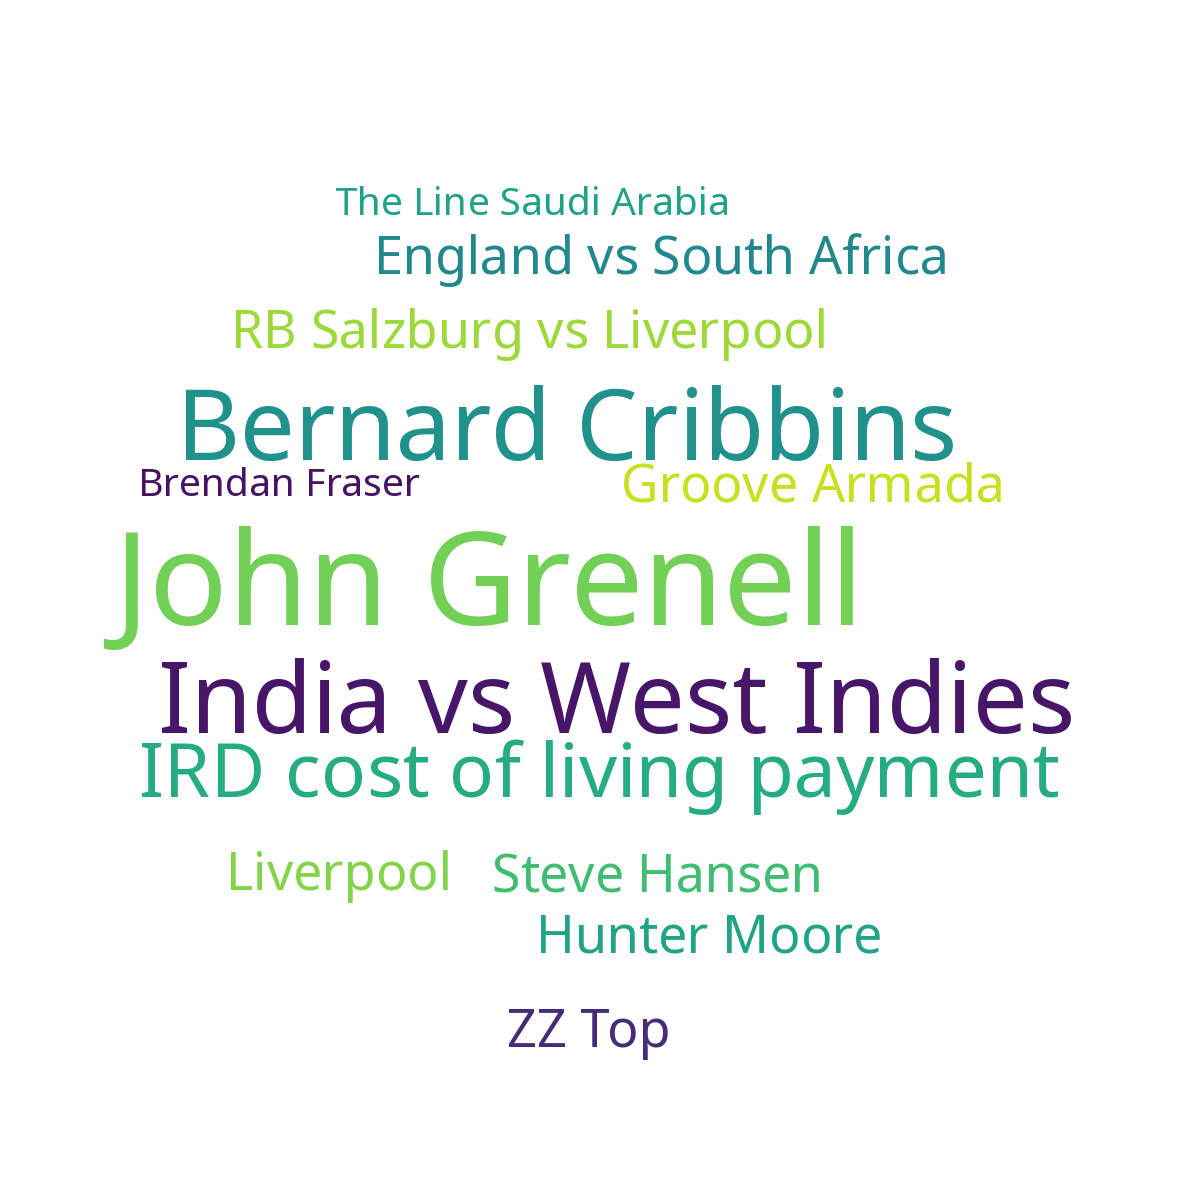 The Line Saudi Arabia
England vs South Africa
RB Salzburg vs Liverpool
Bernard Cribbins
Brendan Fraser
Groove Armada
John Grenell
India vs West Indies
IRD cost of living payment
Liverpool
Steve Hansen
Hunter Moore
ZZ Top